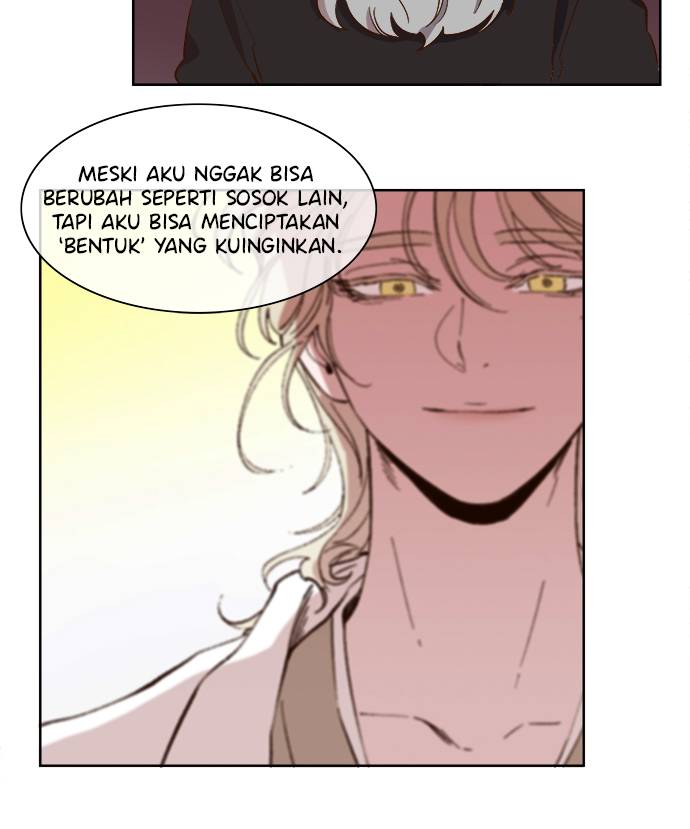 MESKI AKU NGGAK BISA
BERUBAH SEPERTI SOSOK LAIN,
TAPI AKU BISA MENCIPTAKAN
‘BENTUK’ YANG KUINGINKAN.